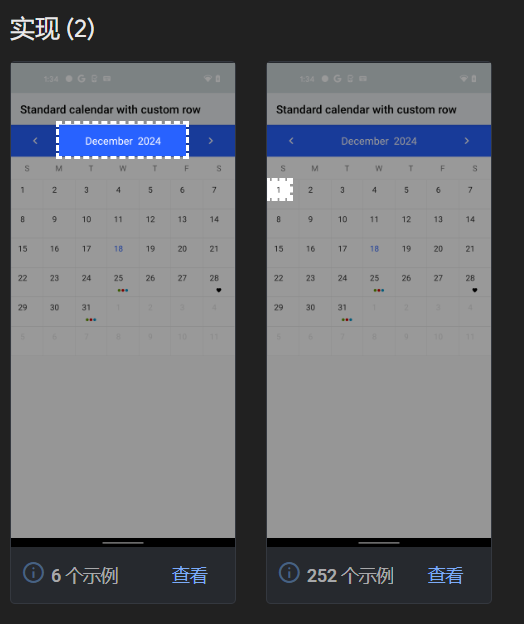 实现 (2)
1:34
Standard calendar with custom row
December 2024
S M T W T F S
1 2 3 4 5 6 7
8 9 10 11 12 13 14
15 16 17 18 19 20 21
22 23 24 25 26 27 28
29 30 31 1 2 3 4
5 6 7 8 9 10 11
6 个示例 查看
1:34
Standard calendar with custom row
December 2024
S M T W T F S
1 2 3 4 5 6 7
8 9 10 11 12 13 14
15 16 17 18 19 20 21
22 23 24 25 26 27 28
29 30 31 1 2 3 4
5 6 7 8 9 10 11
252 个示例 查看